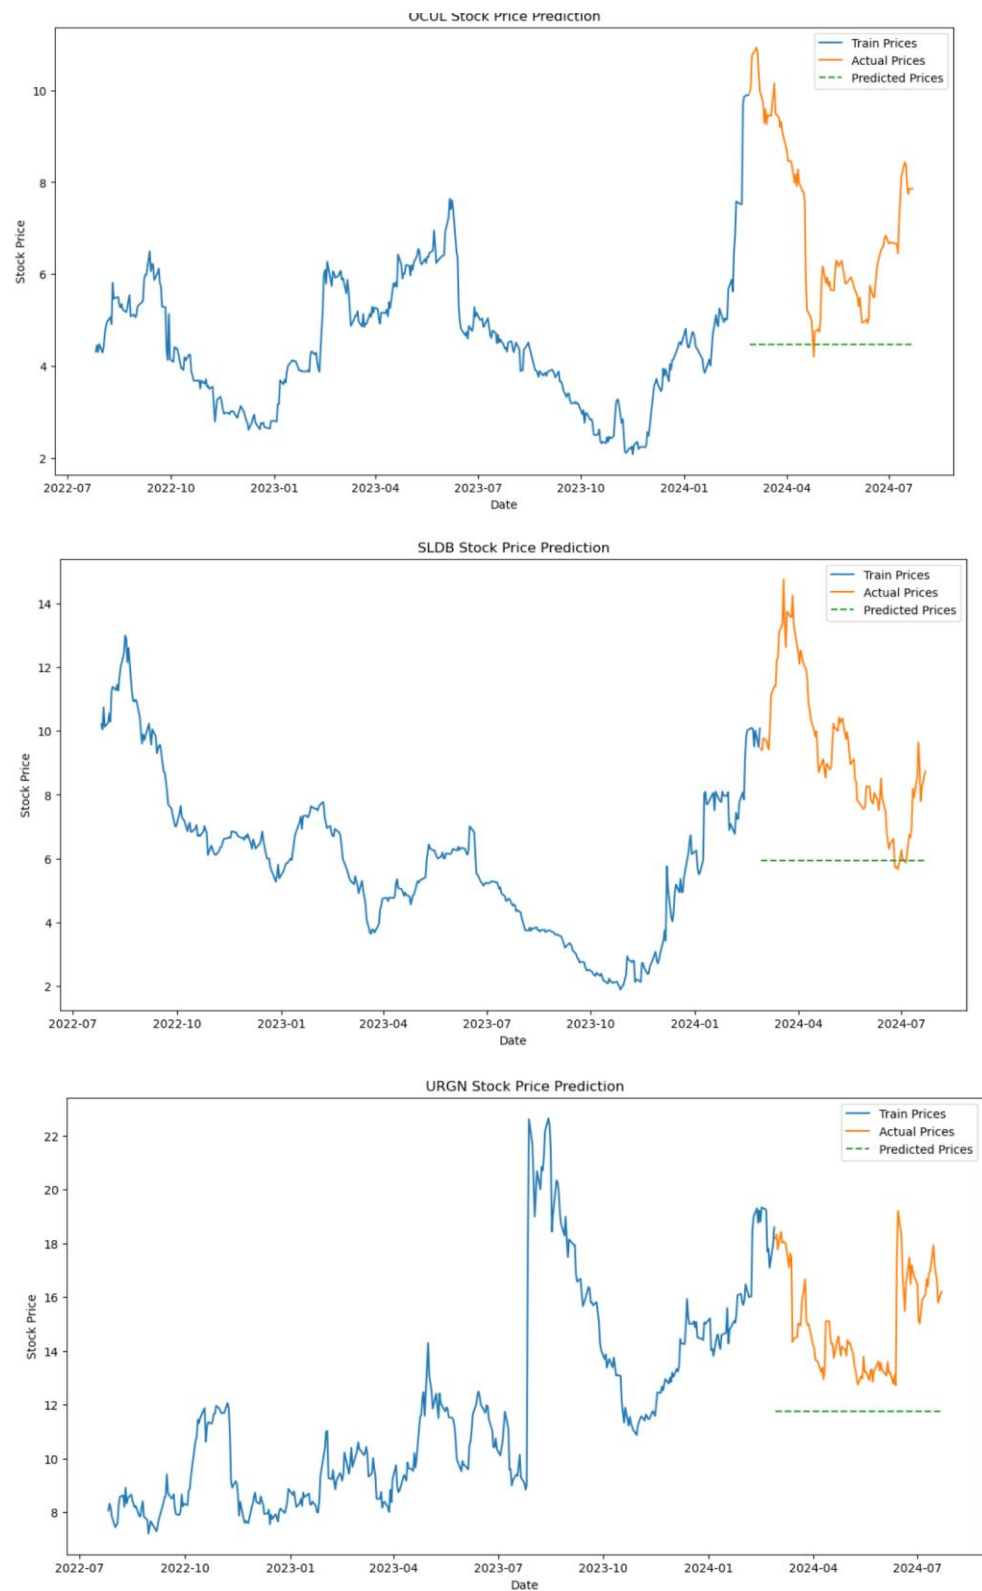 OCUL Stock Price Prediction
Train Prices
Actual Prices
Predicted Prices
10
8
6
4
2
Stock Price
2022-07 2022-10 2023-01 2023-04 2023-07 2023-10 2024-01 2024-04 2024-07
Date
SLDB Stock Price Prediction
Train Prices
Actual Prices
Predicted Prices
14
12
10
8
6
4
2
Stock Price
2022-07 2022-10 2023-01 2023-04 2023-07 2023-10 2024-01 2024-04 2024-07
Date
URGN Stock Price Prediction
Train Prices
Actual Prices
Predicted Prices
22
20
18
16
14
12
10
8
Stock Price
2022-07 2022-10 2023-01 2023-04 2023-07 2023-10 2024-01 2024-04 2024-07
Date